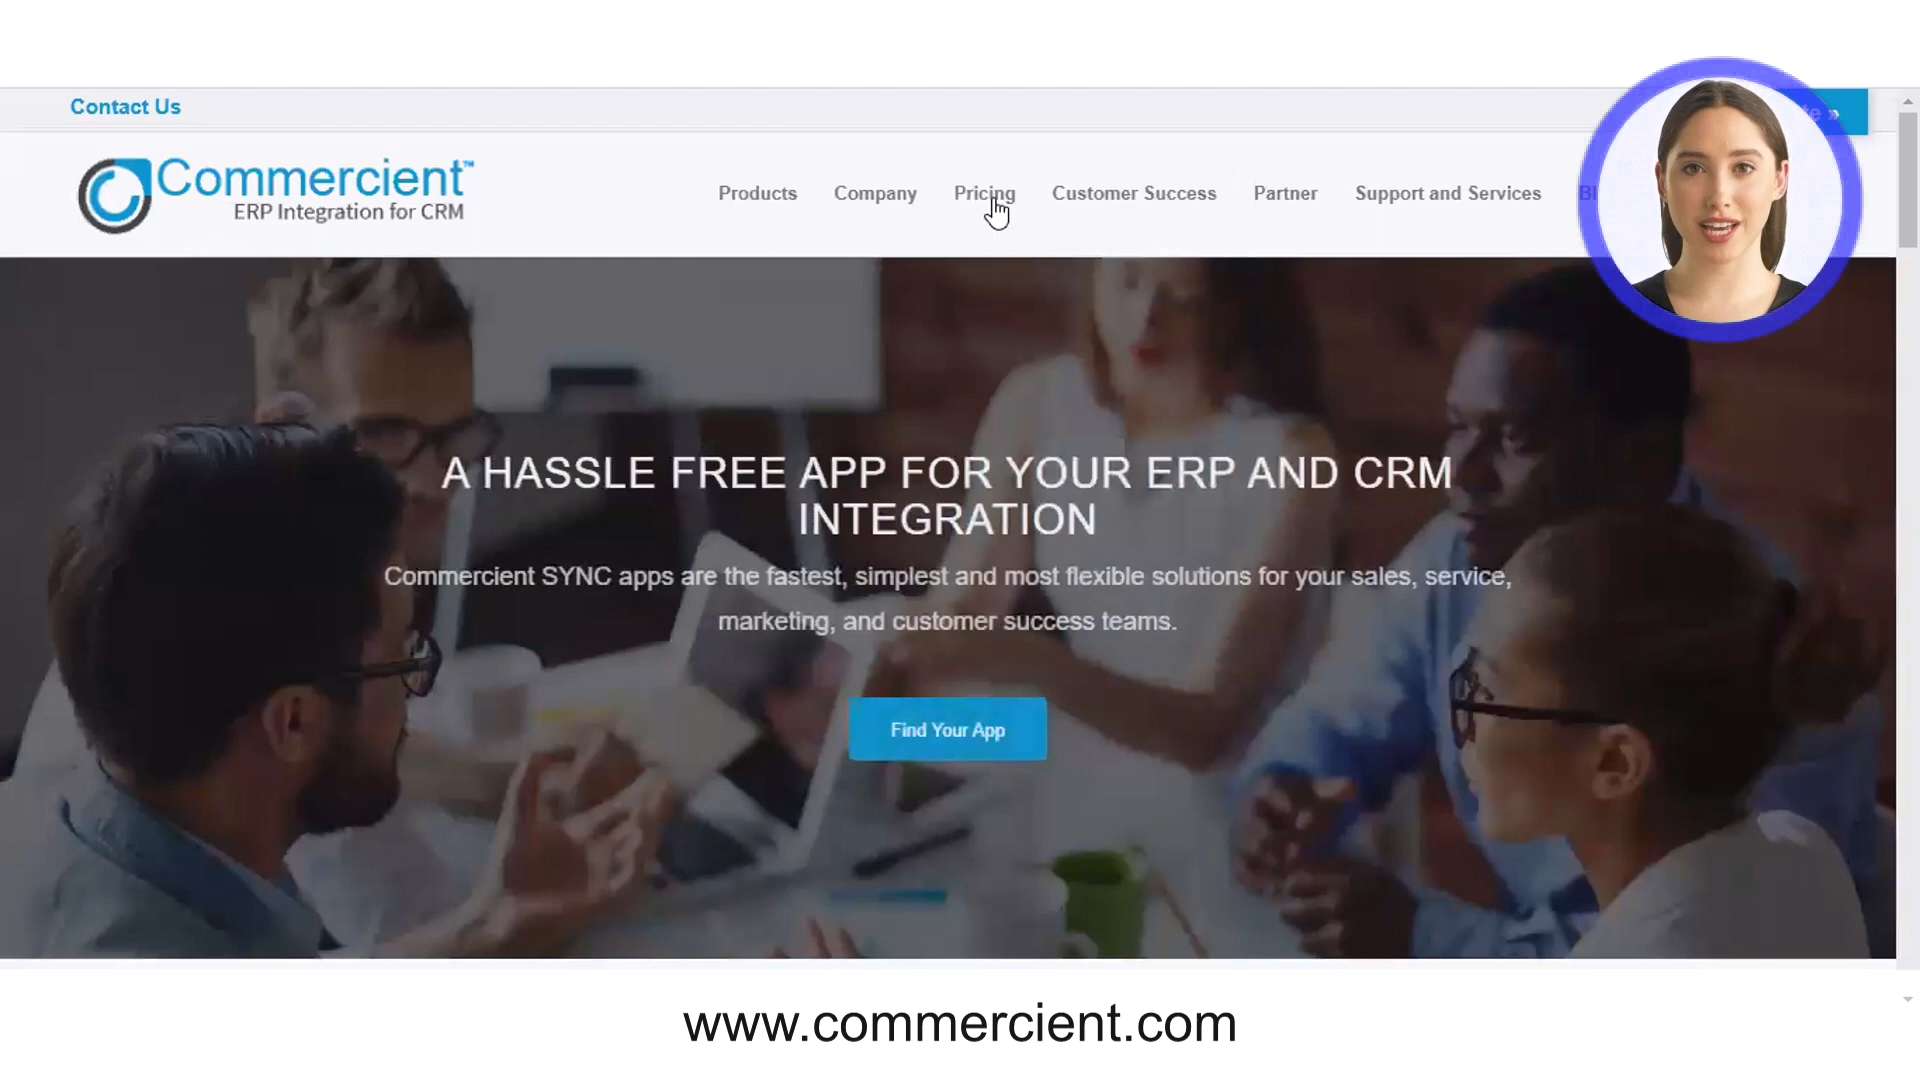 Contact Us
Commercient™
ERP Integration for CRM
Products Company Pricing Customer Success Partner Support and Services
A HASSLE FREE APP FOR YOUR ERP AND CRM
INTEGRATION
Commercient SYNC apps are the fastest, simplest and most flexible solutions for your sales, service,
marketing, and customer success teams.
Find Your App
www.commercient.com